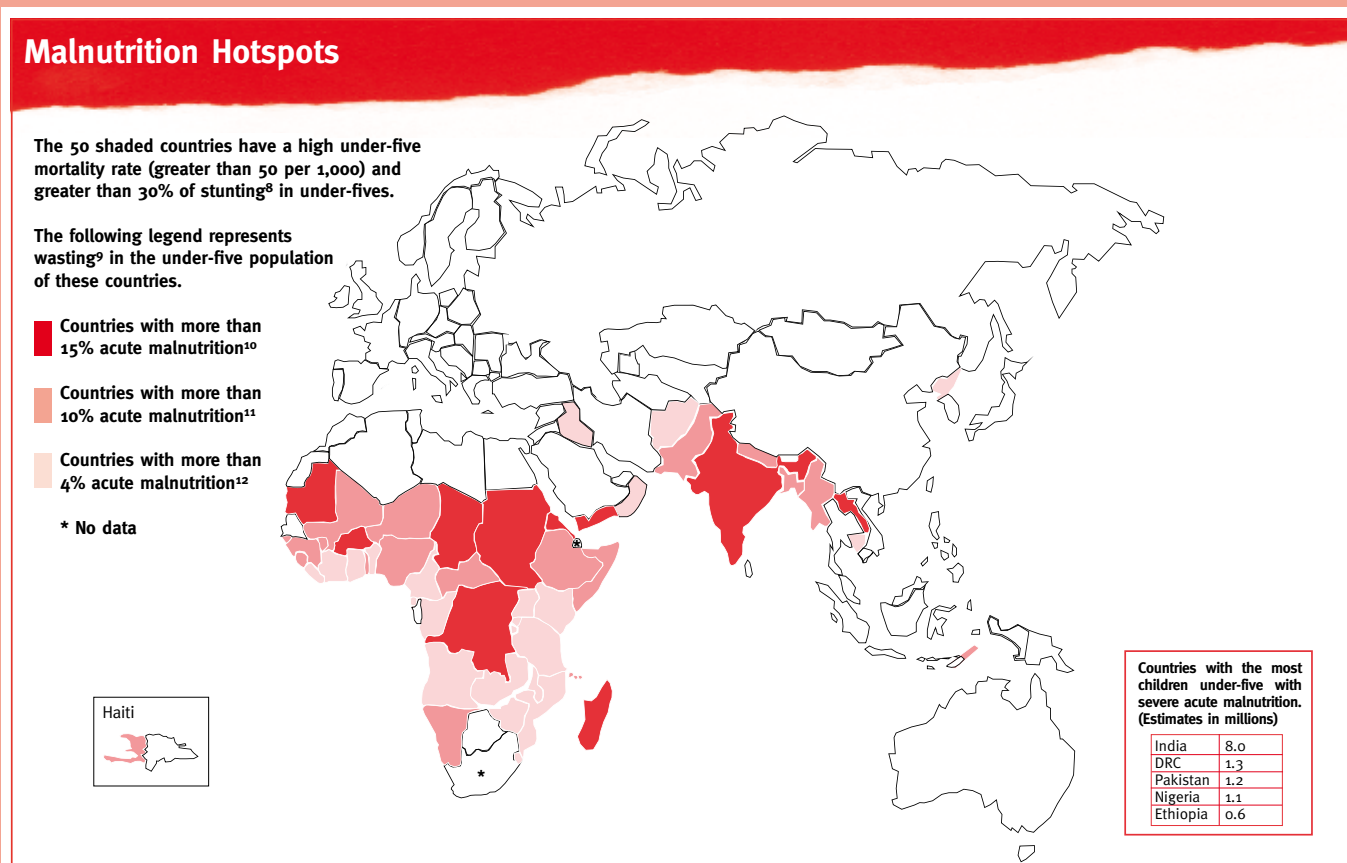 Malnutrition Hotspots
The 50 shaded countries have a high under-five
mortality rate (greater than 50 per 1,000) and
greater than 30% of stunting⁸ in under-fives.
The following legend represents
wasting⁹ in the under-five population
of these countries.
Countries with more than
15% acute malnutrition¹⁰
Countries with more than
10% acute malnutrition¹¹
Countries with more than
4% acute malnutrition¹²
* No data
*
*
Haiti
Countries with the most
children under-five with
severe acute malnutrition.
(Estimates in millions)
India 8.0
DRC 1.3
Pakistan 1.2
Nigeria 1.1
Ethiopia 0.6